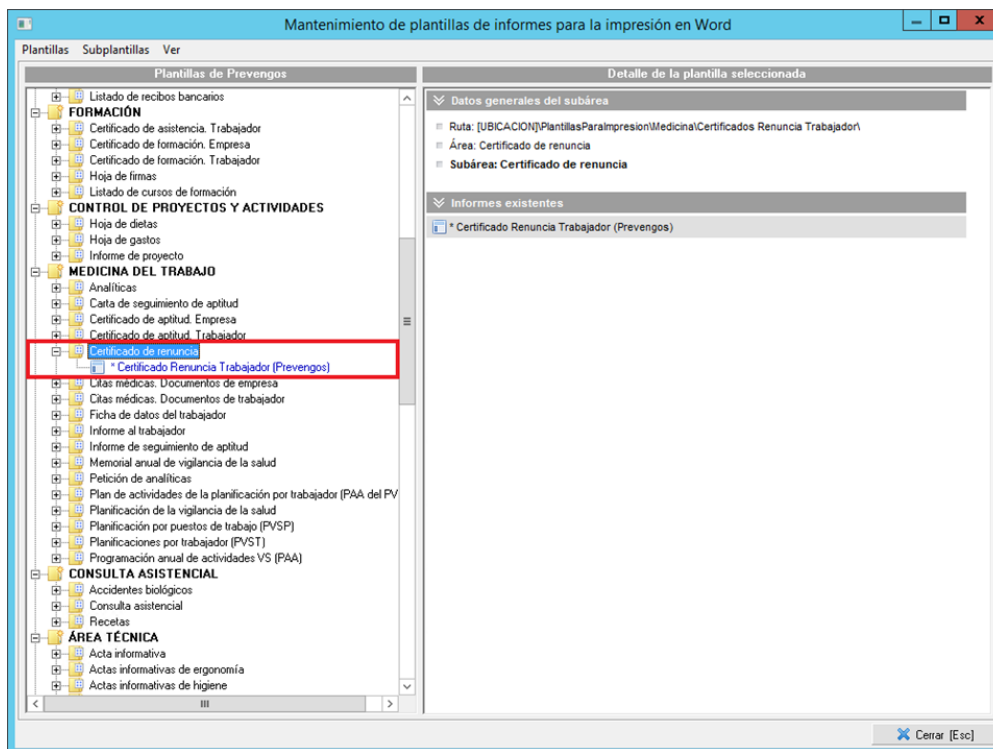 Mantenimiento de plantillas de informes para la impresión en Word
Plantillas Subplantillas Ver
Plantillas de Prevengos
Listado de recibos bancarios
FORMACIÓN
Certificado de asistencia. Trabajador
Certificado de formación. Empresa
Certificado de formación. Trabajador
Hoja de firmas
Listado de cursos de formación
CONTROL DE PROYECTOS Y ACTIVIDADES
Hoja de dietas
Hoja de gastos
Informe de proyecto
MEDICINA DEL TRABAJO
Analíticas
Carta de seguimiento de aptitud
Certificado de aptitud. Empresa
Certificado de aptitud. Trabajador
Certificado de renuncia
* Certificado Renuncia Trabajador (Prevengos)
Citas médicas. Documentos de empresa
Citas médicas. Documentos de trabajador
Ficha de datos del trabajador
Informe al trabajador
Informe de seguimiento de aptitud
Memorial anual de vigilancia de la salud
Petición de analíticas
Plan de actividades de la planificación por trabajador (PAA del PV
Planificación de la vigilancia de la salud
Planificación por puestos de trabajo (PVSP)
Planificaciones por trabajador (PVST)
Programación anual de actividades VS (PAA)
CONSULTA ASISTENCIAL
Accidentes biológicos
Consulta asistencial
Recetas
ÁREA TÉCNICA
Acta informativa
Actas informativas de ergonomía
Actas informativas de higiene
Detalle de la plantilla seleccionada
Datos generales del subárea
Ruta: [UBICACION]\PlantillasParaImpresion\Medicina\Certificados Renuncia Trabajador\
Área: Certificado de renuncia
Subárea: Certificado de renuncia
Informes existentes
* Certificado Renuncia Trabajador (Prevengos)
Cerrar [Esc]